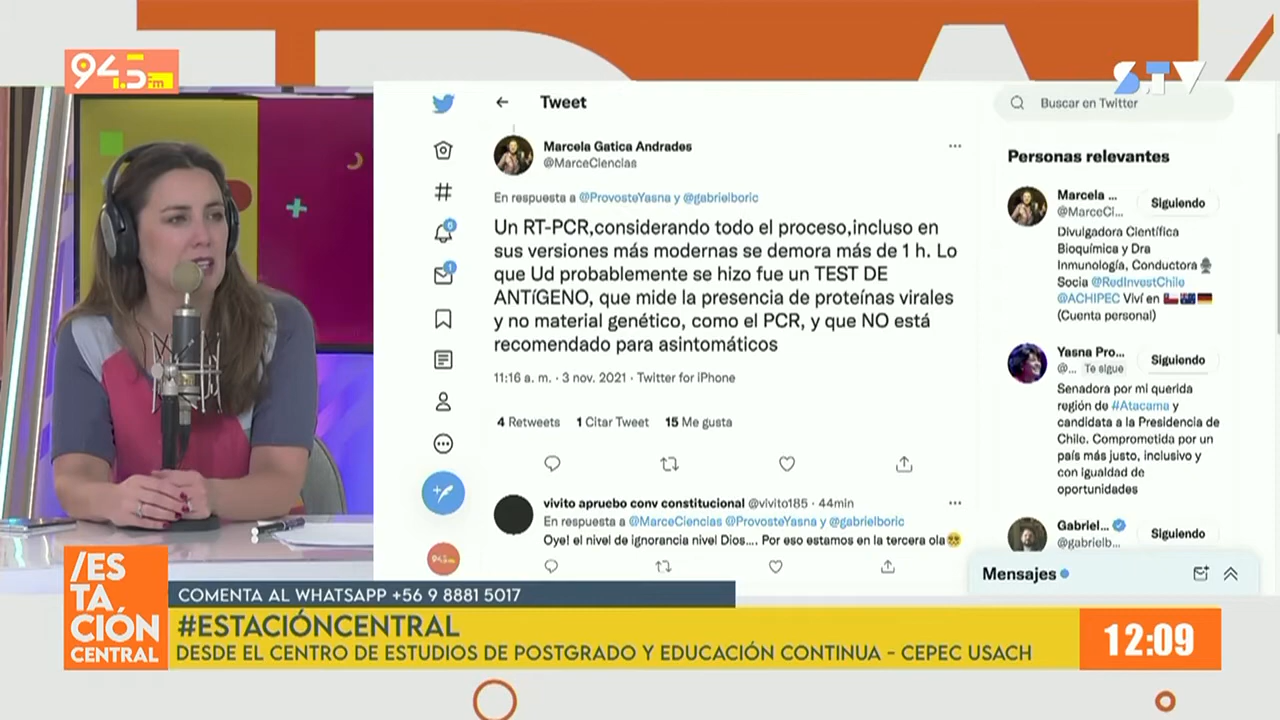 94.5 FM
STV
Tweet
Buscar en Twitter
Marcela Gatica Andrades
@MarceCiencias
En respuesta a @ProvosteYasna y @gabrielboric
Un RT-PCR,considerando todo el proceso,incluso en
sus versiones más modernas se demora más de 1 h. Lo
que Ud probablemente se hizo fue un TEST DE
ANTíGENO, que mide la presencia de proteínas virales
y no material genético, como el PCR, y que NO está
recomendado para asintomáticos
11:16 a. m. · 3 nov. 2021 · Twitter for iPhone
4 Retweets 1 Citar Tweet 15 Me gusta
vivito apruebo conv constitucional @vivito185 · 44min
En respuesta a @MarceCiencias @ProvosteYasna y @gabrielboric
Oye! el nivel de ignorancia nivel Dios.... Por eso estamos en la tercera ola
6
1
94.5
Personas relevantes
Marcela ...
@MarceCi...
Siguiendo
Divulgadora Científica
Bioquímica y Dra
Inmunología, Conductora
Socia @RedInvestChile
@ACHIPEC Viví en
(Cuenta personal)
Yasna Pro...
@... Te sigue
Siguiendo
Senadora por mi querida
región de #Atacama y
candidata a la Presidencia de
Chile. Comprometida por un
país más justo, inclusivo y
con igualdad de
oportunidades
Gabriel...
@gabrielb...
Siguiendo
Mensajes
/ES
TA
CIÓN
CENTRAL
COMENTA AL WHATSAPP +56 9 8881 5017
#ESTACIÓNCENTRAL
DESDE EL CENTRO DE ESTUDIOS DE POSTGRADO Y EDUCACIÓN CONTINUA - CEPEC USACH
12:09